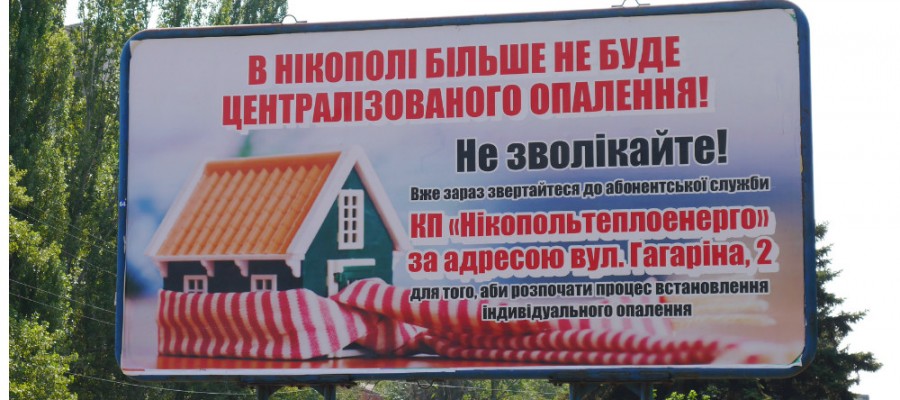 В НІКОПОЛІ БІЛЬШЕ НЕ БУДЕ
ЦЕНТРАЛІЗОВАНОГО ОПАЛЕННЯ!
Не зволікайте!
Вже зараз звертайтеся до абонентської служби
КП «Нікопольтеплоенерго»
за адресою вул. Гагаріна, 2
для того, аби розпочати процес встановлення
індивідуального опалення